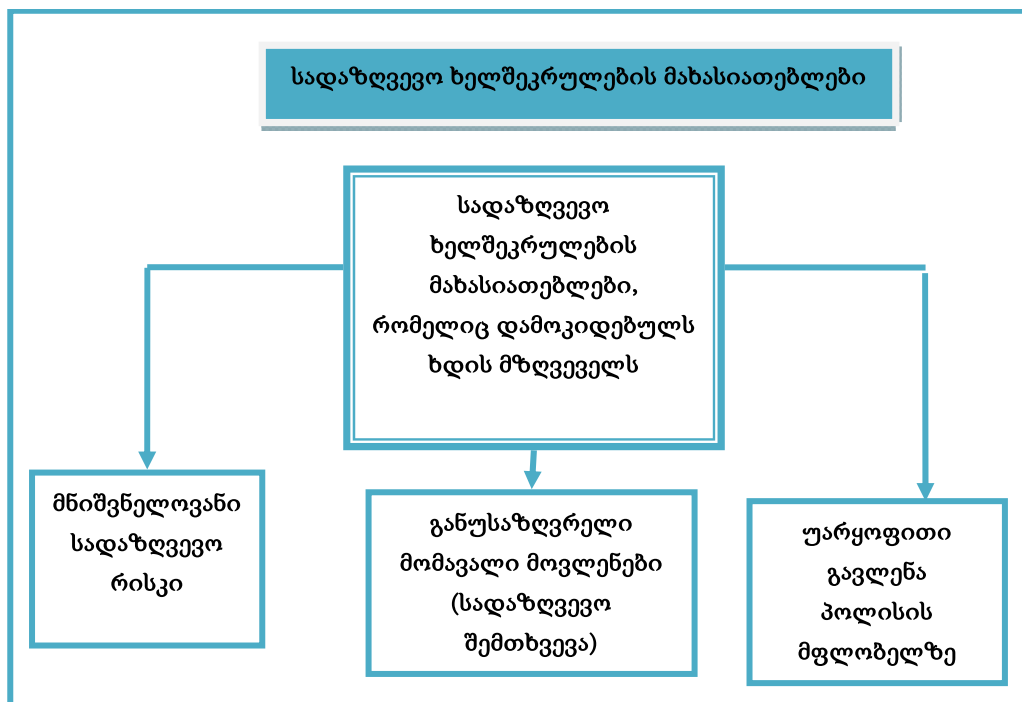 სადაზღვევო ხელშეკრულების მახასიათებლები
სადაზღვევო
ხელშეკრულების
მახასიათებლები,
რომელიც დამოკიდებულს
ხდის მზღვეველს
მნიშვნელოვანი
სადაზღვევო
რისკი
განუსაზღვრელი
მომავალი მოვლენები
(სადაზღვევო
შემთხვევა)
უარყოფითი
გავლენა
პოლისის
მფლობელზე